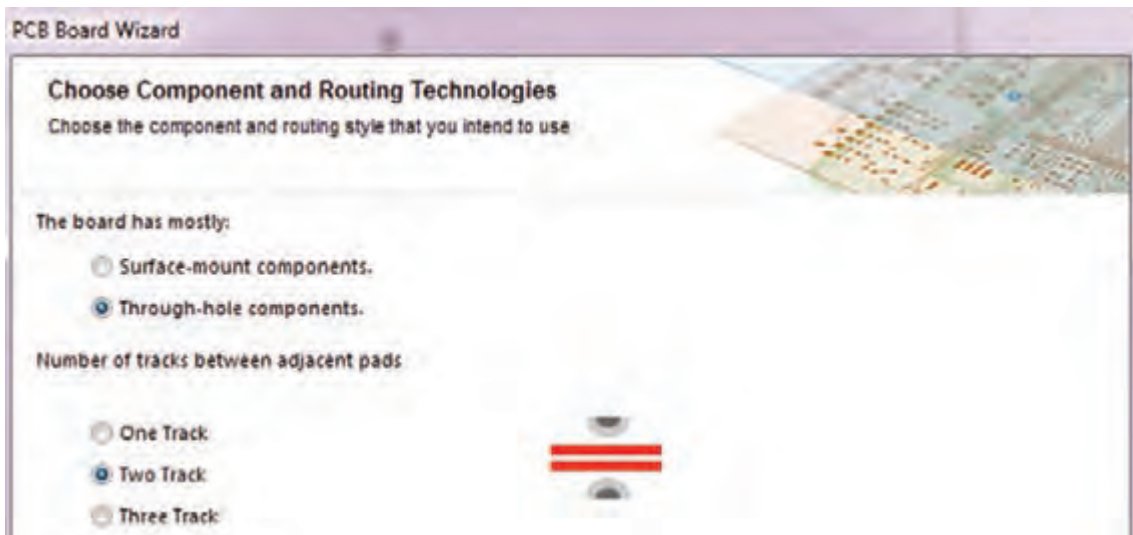 PCB Board Wizard
Choose Component and Routing Technologies
Choose the component and routing style that you intend to use
The board has mostly:
Surface-mount components.
Through-hole components.
Number of tracks between adjacent pads
One Track
Two Track
Three Track